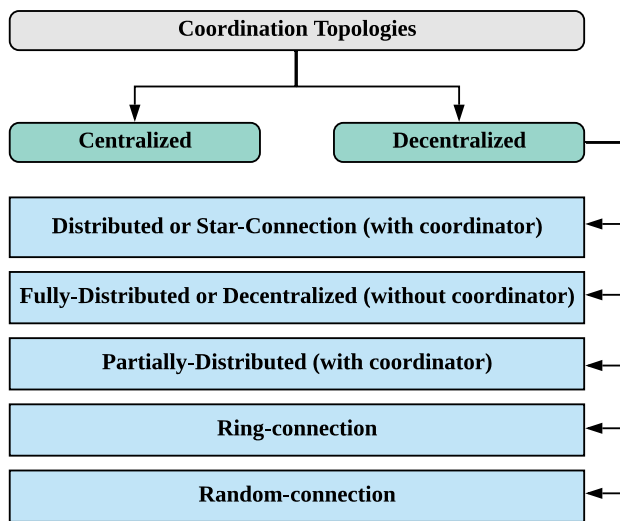 Coordination Topologies
Centralized
Decentralized
Distributed or Star-Connection (with coordinator)
Fully-Distributed or Decentralized (without coordinator)
Partially-Distributed (with coordinator)
Ring-connection
Random-connection